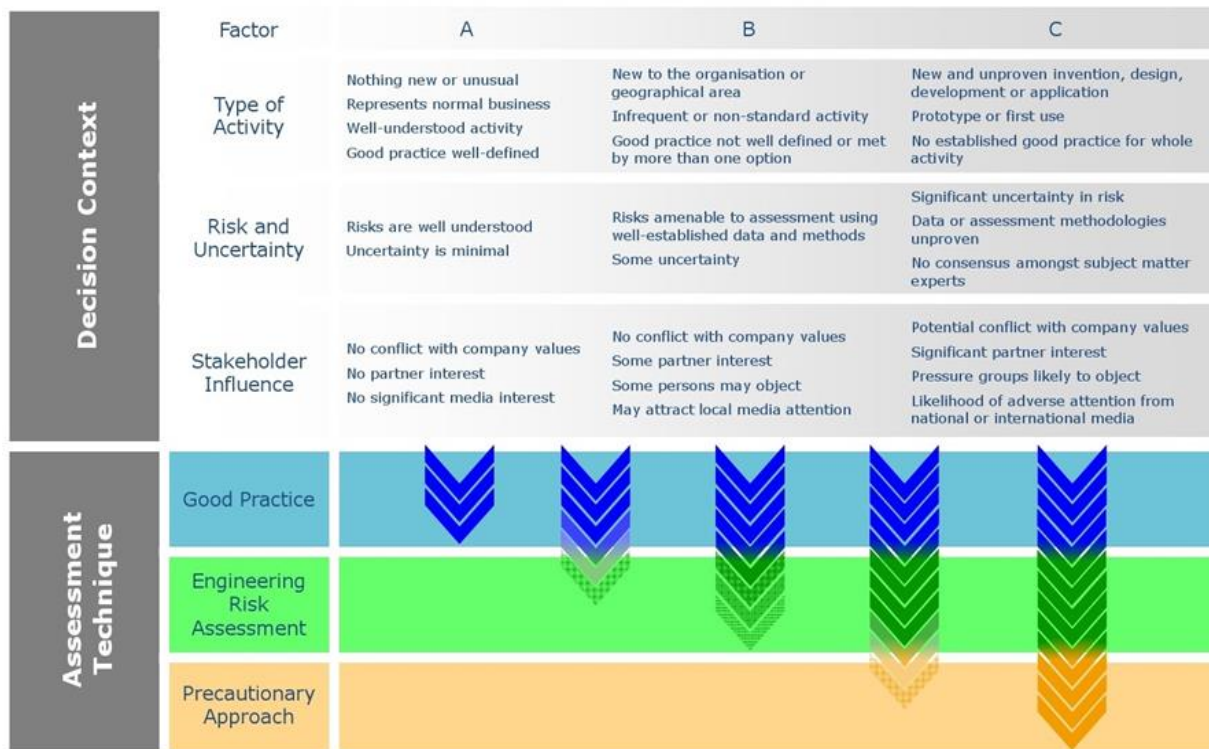 Decision Context
Factor
A
B
C
Type of
Activity
Nothing new or unusual
Represents normal business
Well-understood activity
Good practice well-defined
New to the organisation or
geographical area
Infrequent or non-standard activity
Good practice not well defined or met
by more than one option
New and unproven invention, design,
development or application
Prototype or first use
No established good practice for whole
activity
Risk and
Uncertainty
Risks are well understood
Uncertainty is minimal
Risks amenable to assessment using
well-established data and methods
Some uncertainty
Significant uncertainty in risk
Data or assessment methodologies
unproven
No consensus amongst subject matter
experts
Stakeholder
Influence
No conflict with company values
No partner interest
No significant media interest
No conflict with company values
Some partner interest
Some persons may object
May attract local media attention
Potential conflict with company values
Significant partner interest
Pressure groups likely to object
Likelihood of adverse attention from
national or international media
Assessment
Technique
Good Practice
Engineering
Risk
Assessment
Precautionary
Approach